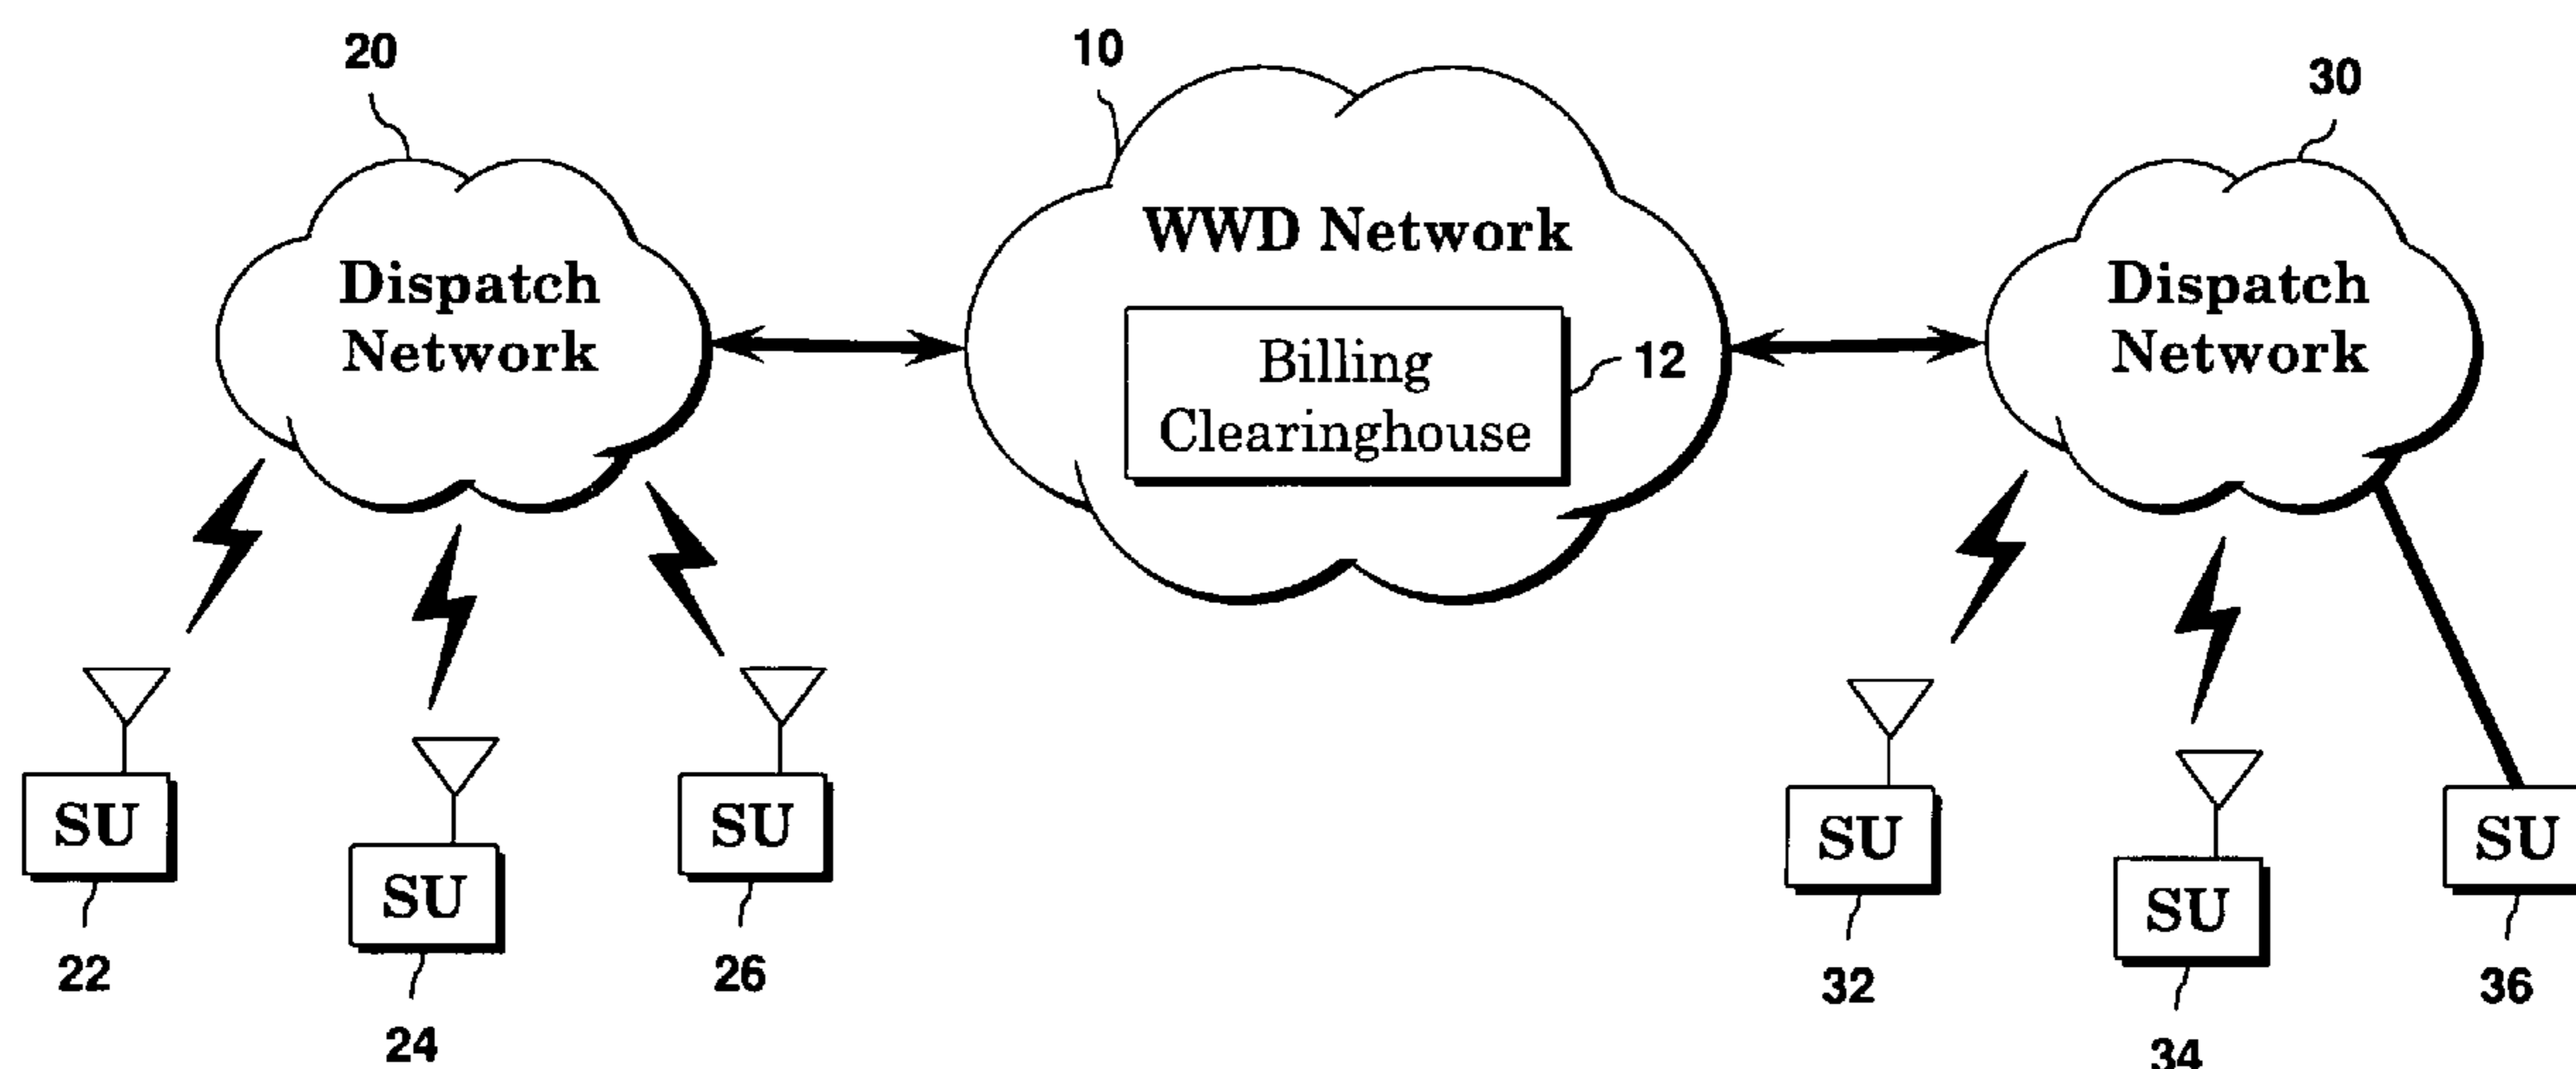 20
10
30
Dispatch
Network
WWD Network
Billing
Clearinghouse
12
Dispatch
Network
SU
22
SU
24
SU
26
SU
32
SU
34
SU
36